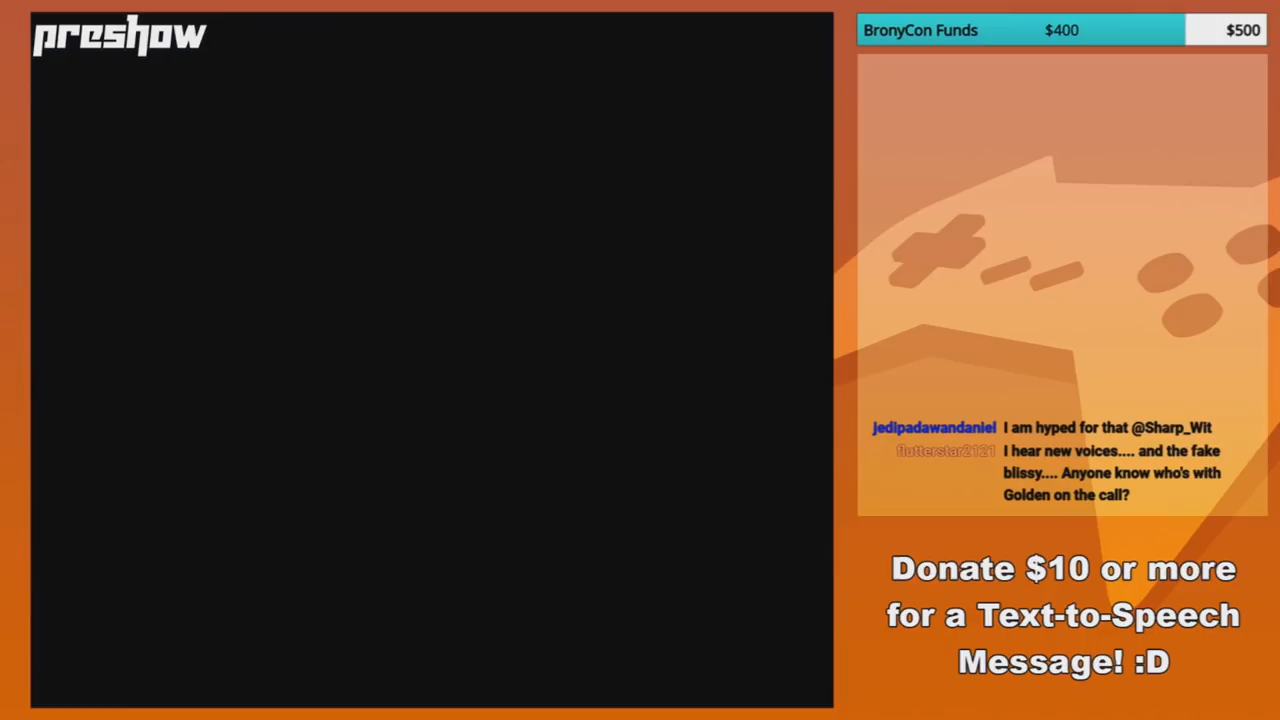 preshow
BronyCon Funds $400 $500
jedipadawandaniel I am hyped for that @Sharp_Wit
flutterstar2121 I hear new voices.... and the fake
blissy.... Anyone know who's with
Golden on the call?
Donate $10 or more
for a Text-to-Speech
Message! :D